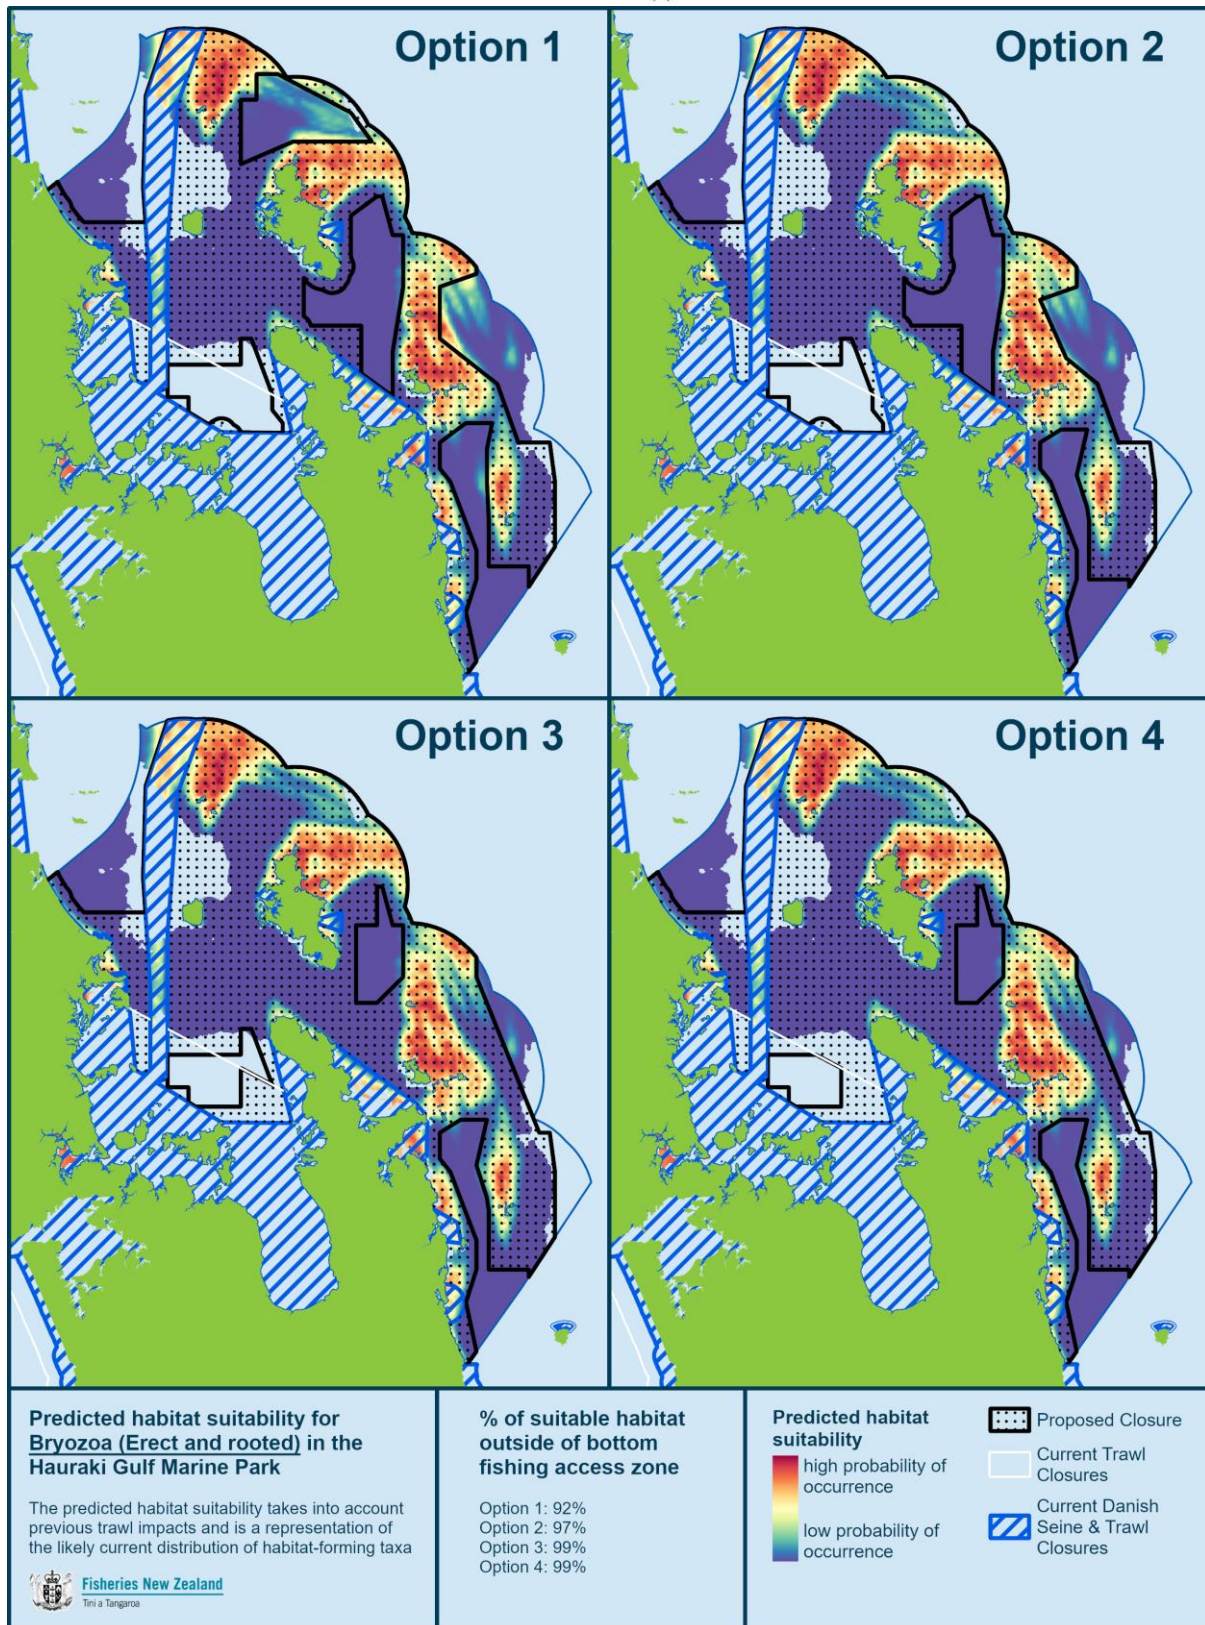 Option 1
Option 2
Option 3
Option 4
Predicted habitat suitability for
Bryozoa (Erect and rooted) in the
Hauraki Gulf Marine Park
The predicted habitat suitability takes into account
previous trawl impacts and is a representation of
the likely current distribution of habitat-forming taxa
Fisheries New Zealand
Tini a Tangaroa
% of suitable habitat
outside of bottom
fishing access zone
Option 1: 92%
Option 2: 97%
Option 3: 99%
Option 4: 99%
Predicted habitat
suitability
high probability of
occurrence
low probability of
occurrence
Proposed Closure
Current Trawl
Closures
Current Danish
Seine & Trawl
Closures